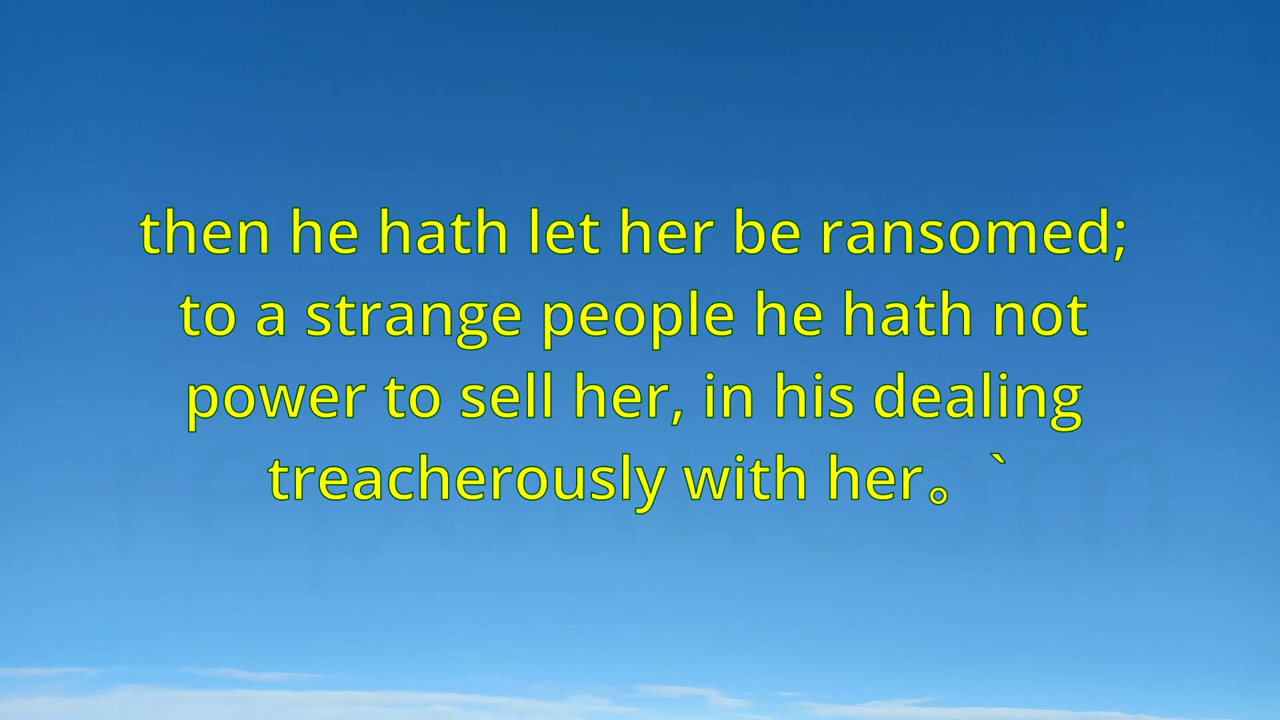 then he hath let her be ransomed;
to a strange people he hath not
power to sell her, in his dealing
treacherously with her。 `